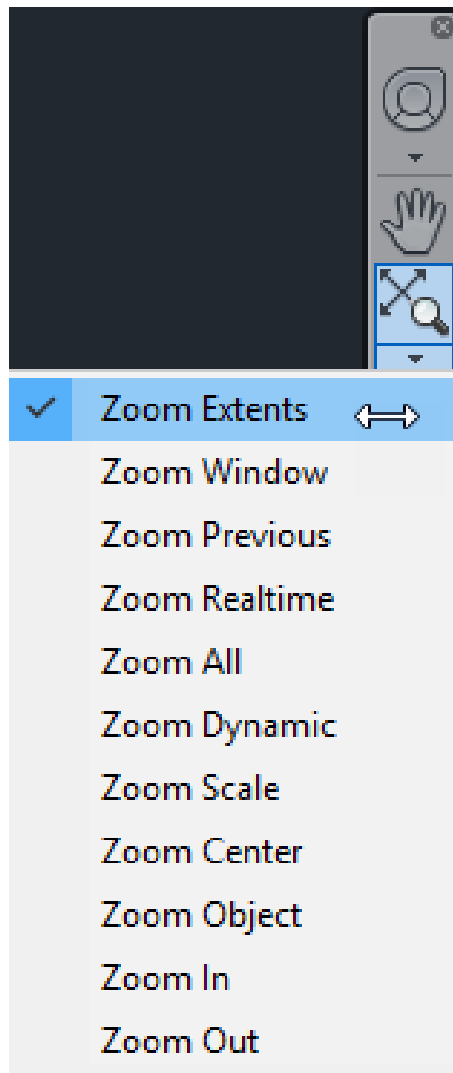 Zoom Extents
Zoom Window
Zoom Previous
Zoom Realtime
Zoom All
Zoom Dynamic
Zoom Scale
Zoom Center
Zoom Object
Zoom In
Zoom Out